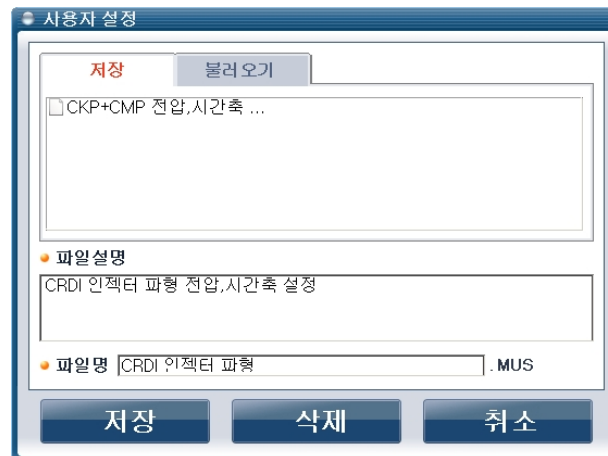 사용자 설정
저장 불러오기
CKP+CMP 전압,시간축 ...
파일설명
CRDI 인젝터 파형 전압,시간축 설정
파일명 CRDI 인젝터 파형 .MUS
저장 삭제 취소